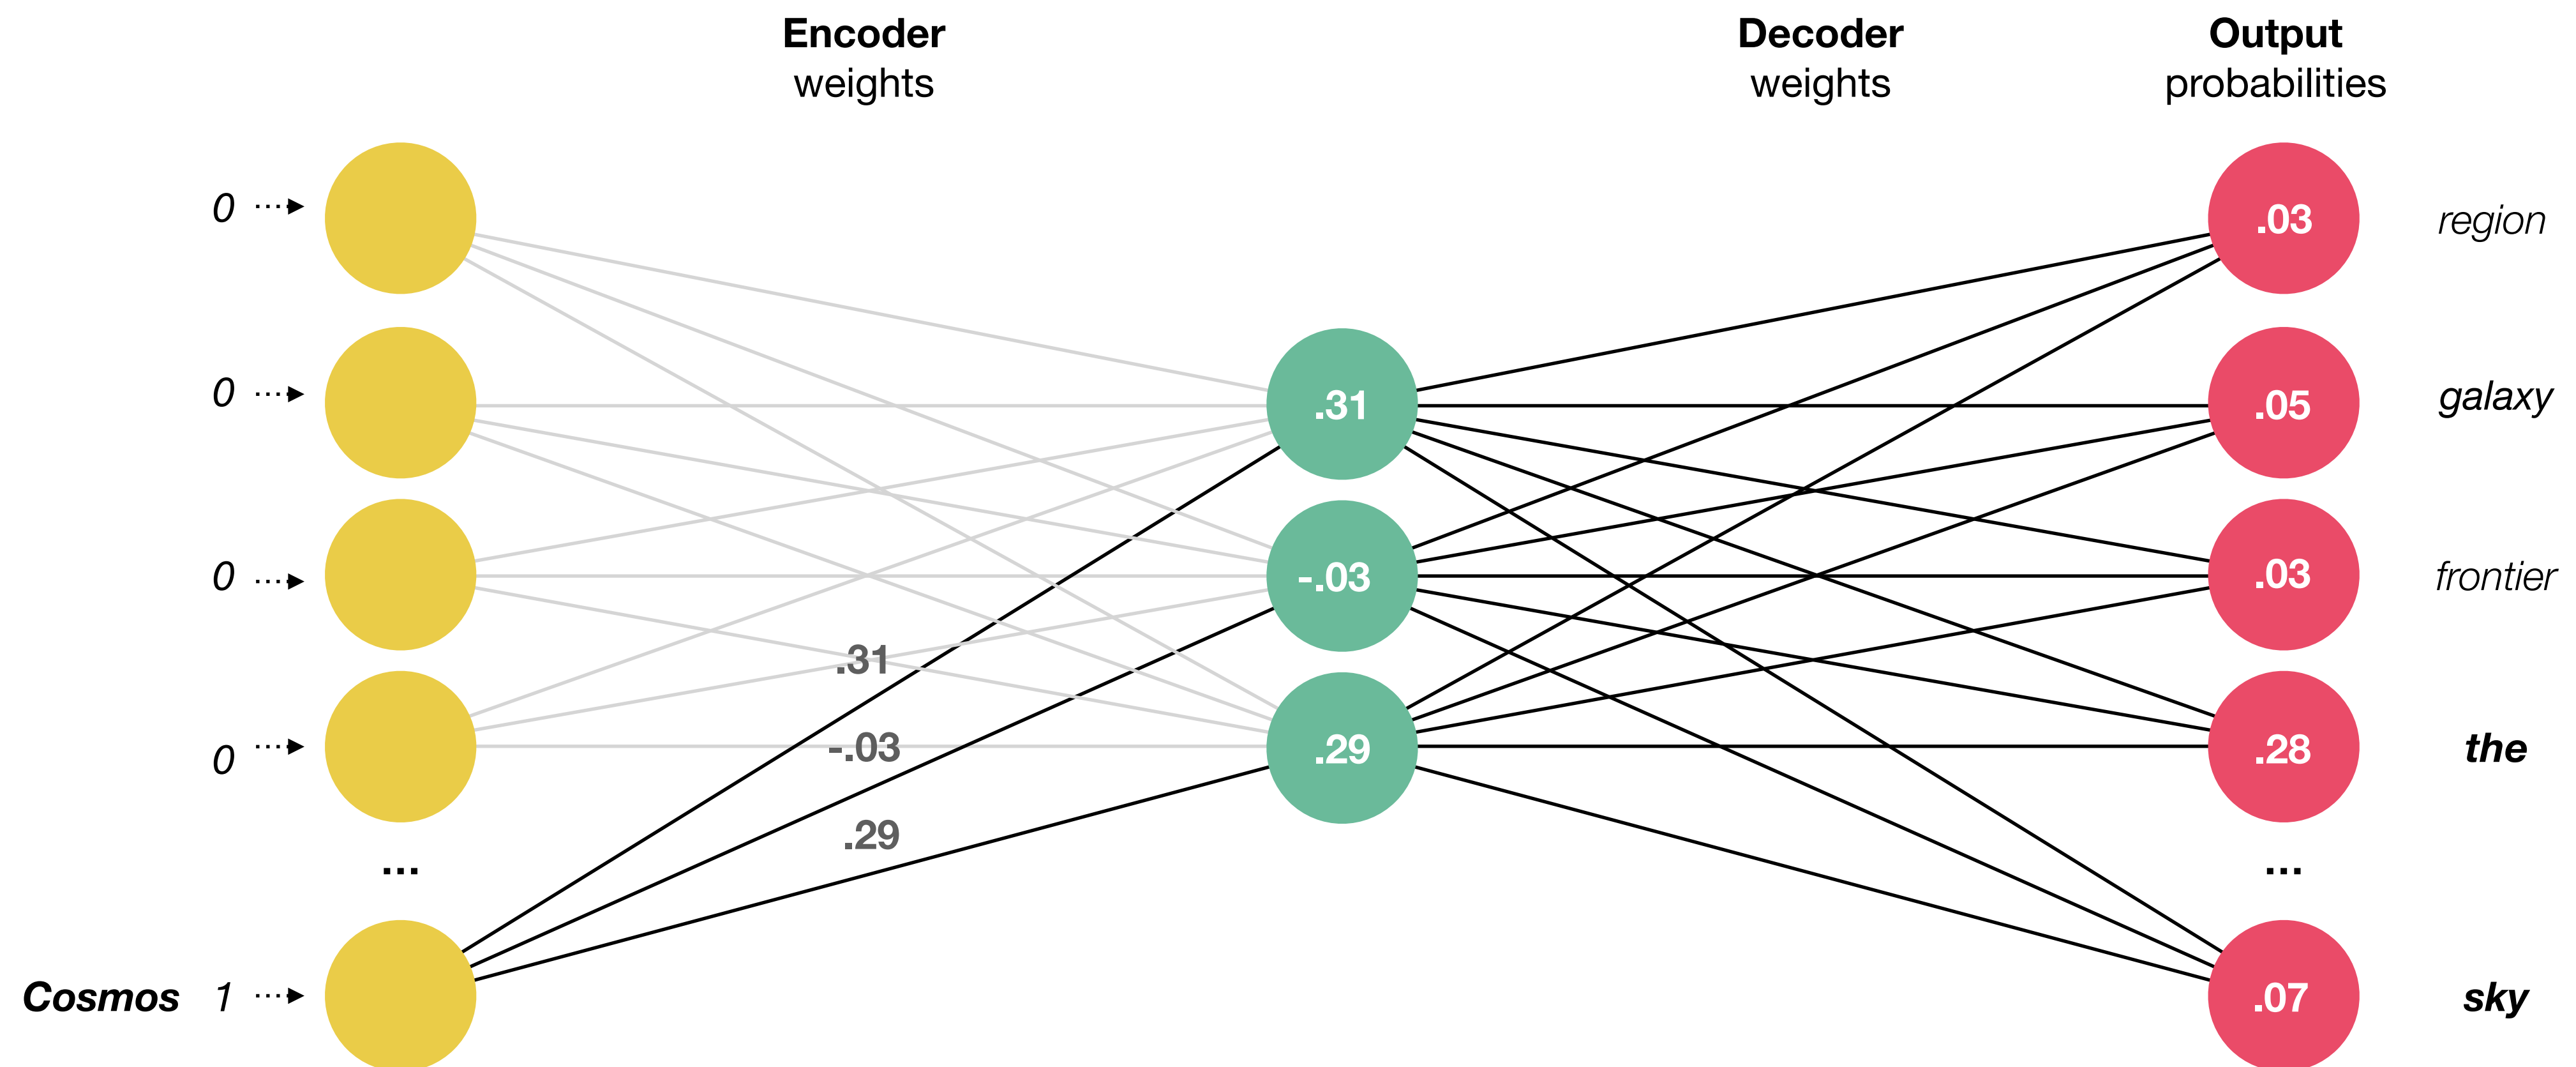 Encoder
weights
Decoder
weights
Output
probabilities
0
.03
region
0
.31
.05
galaxy
0
-.03
.03
frontier
.31
0
-.03
.29
.28
the
.29
...
...
Cosmos 1
.07
sky